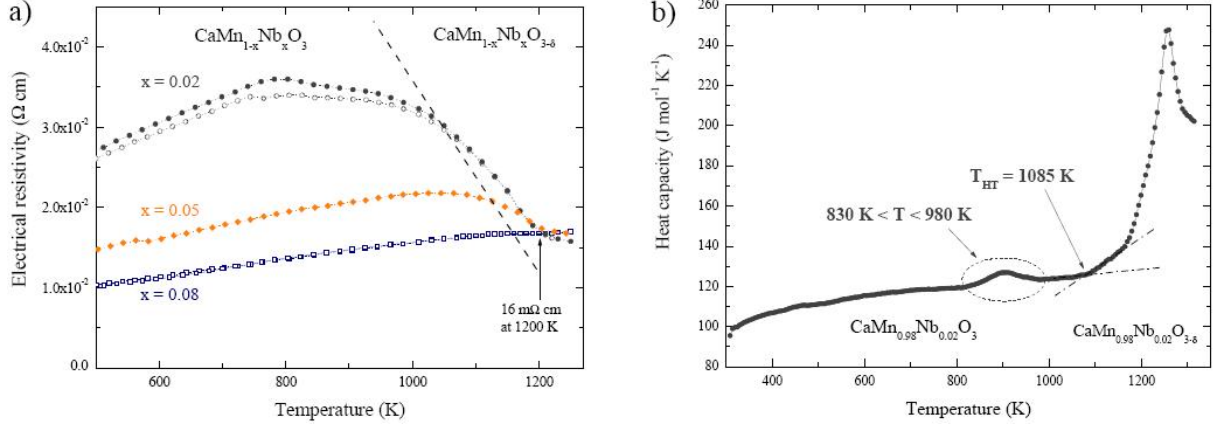 a)
CaMn₁₋ₓNbₓO₃
CaMn₁₋ₓNbₓO₃₋δ
x = 0.02
x = 0.05
x = 0.08
16 mΩ cm
at 1200 K
4.0x10⁻²
3.0x10⁻²
2.0x10⁻²
1.0x10⁻²
0.0
Electrical resistivity (Ω cm)
600
800
1000
1200
Temperature (K)
b)
260
240
220
200
180
160
140
120
100
80
Heat capacity (J mol⁻¹ K⁻¹)
T_HT = 1085 K
830 K < T < 980 K
CaMn₀.₉₈Nb₀.₀₂O₃
CaMn₀.₉₈Nb₀.₀₂O₃₋δ
400
600
800
1000
1200
Temperature (K)